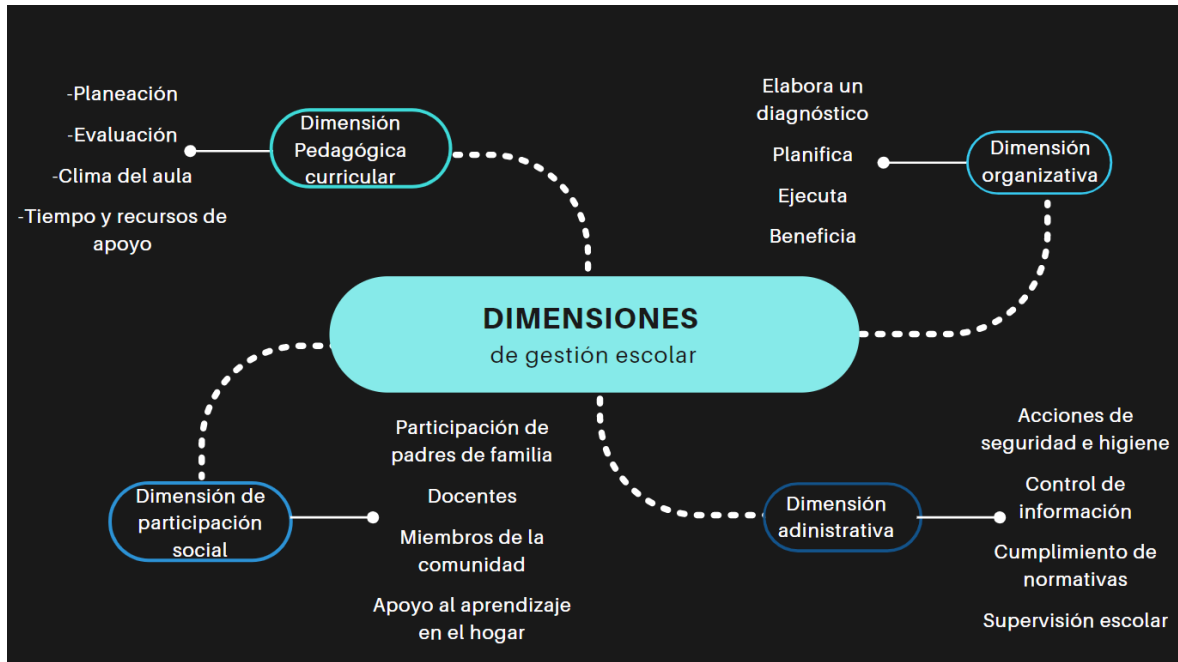 DIMENSIONES
de gestión escolar
Dimensión
Pedagógica
curricular
-Planeación
-Evaluación
-Clima del aula
-Tiempo y recursos de
apoyo
Dimensión
organizativa
Elabora un
diagnóstico
Planifica
Ejecuta
Beneficia
Dimensión de
participación
social
Participación de
padres de familia
Docentes
Miembros de la
comunidad
Apoyo al aprendizaje
en el hogar
Dimensión
adinistrativa
Acciones de
seguridad e higiene
Control de
información
Cumplimiento de
normativas
Supervisión escolar